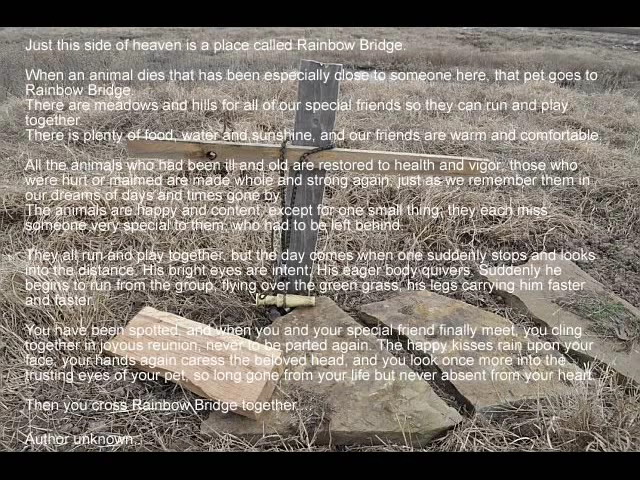 Just this side of heaven is a place called Rainbow Bridge.
When an animal dies that has been especially close to someone here, that pet goes to
Rainbow Bridge.
There are meadows and hills for all of our special friends so they can run and play
together.
There is plenty of food, water and sunshine, and our friends are warm and comfortable.
All the animals who had been ill and old are restored to health and vigor; those who
were hurt or maimed are made whole and strong again, just as we remember them in
our dreams of days and times gone by.
The animals are happy and content, except for one small thing; they each miss
someone very special to them, who had to be left behind.
They all run and play together, but the day comes when one suddenly stops and looks
into the distance. His bright eyes are intent; His eager body quivers. Suddenly he
begins to run from the group, flying over the green grass, his legs carrying him faster
and faster.
You have been spotted, and when you and your special friend finally meet, you cling
together in joyous reunion, never to be parted again. The happy kisses rain upon your
face; your hands again caress the beloved head, and you look once more into the
trusting eyes of your pet, so long gone from your life but never absent from your heart.
Then you cross Rainbow Bridge together....
Author unknown...